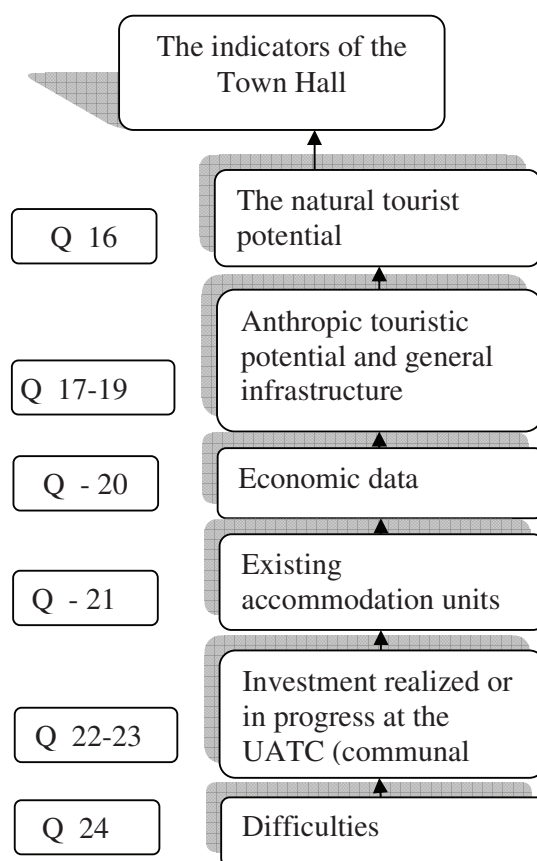 The indicators of the
Town Hall
Q 16
The natural tourist
potential
Q 17-19
Anthropic touristic
potential and general
infrastructure
Q - 20
Economic data
Q - 21
Existing
accommodation units
Q 22-23
Investment realized or
in progress at the
UATC (communal
Q 24
Difficulties